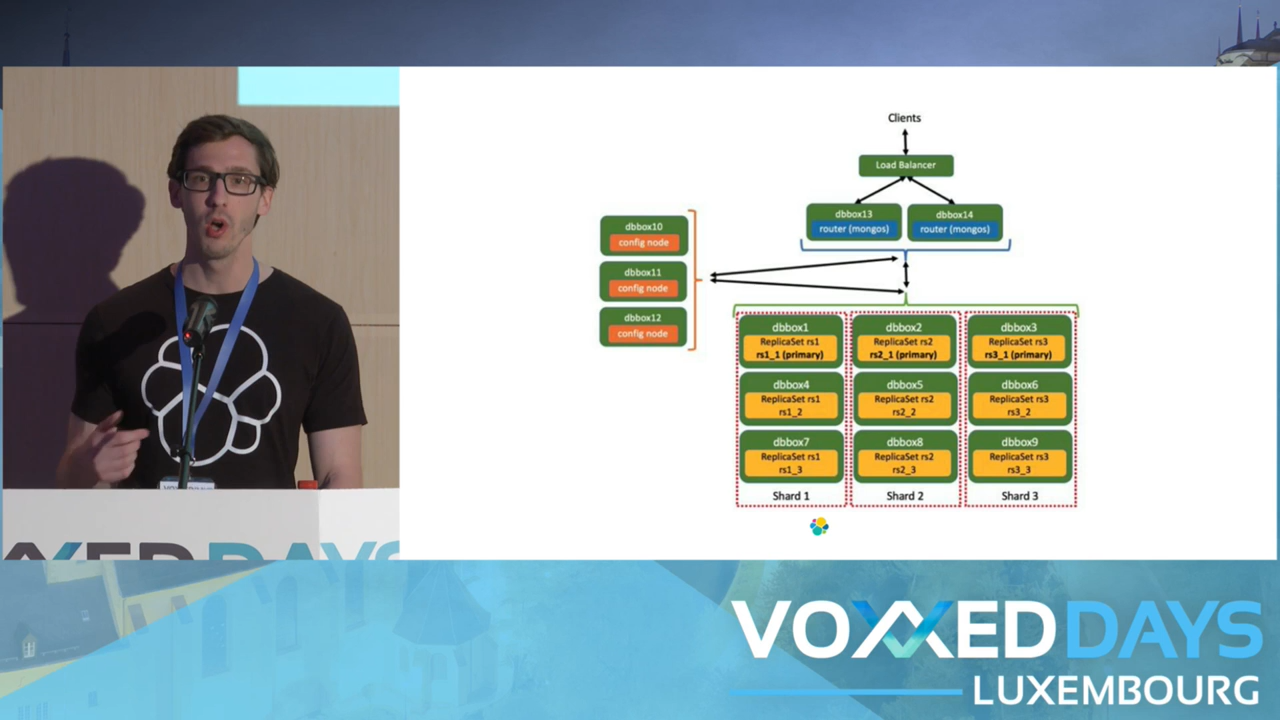 Clients
Load Balancer
dbbox13
router (mongos)
dbbox14
router (mongos)
dbbox10
config node
dbbox11
config node
dbbox12
config node
dbbox1
ReplicaSet rs1
rs1_1 (primary)
dbbox2
ReplicaSet rs2
rs2_1 (primary)
dbbox3
ReplicaSet rs3
rs3_1 (primary)
dbbox4
ReplicaSet rs1
rs1_2
dbbox5
ReplicaSet rs2
rs2_2
dbbox6
ReplicaSet rs3
rs3_2
dbbox7
ReplicaSet rs1
rs1_3
dbbox8
ReplicaSet rs2
rs2_3
dbbox9
ReplicaSet rs3
rs3_3
Shard 1
Shard 2
Shard 3
VOXXED DAYS
LUXEMBOURG